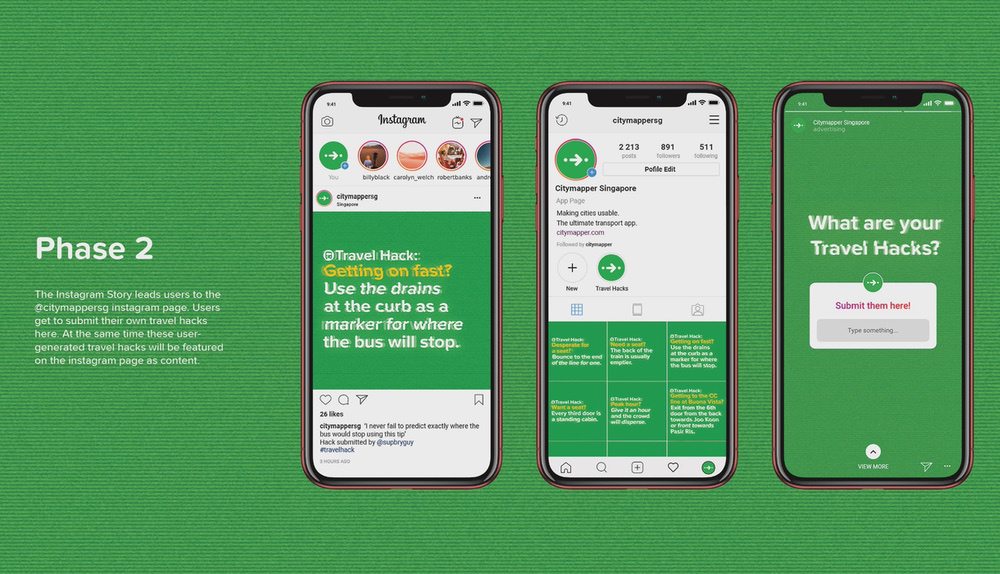 Phase 2
The Instagram Story leads users to the
@citymappersg instagram page. Users
get to submit their own travel hacks
here. At the same time these user-
generated travel hacks will be featured
on the instagram page as content.
9:41
Instagram
You
billyblack
carolyn_welch
robertbanks
andr
citymappersg
Singapore
@Travel Hack:
Getting on fast?
Use the drains
at the curb as a
marker for where
the bus will stop.
26 likes
citymappersg "I never fail to predict exactly where the
bus would stop using this tip"
Hack submitted by @supbryguy
#travelhack
3 HOURS AGO
9:41
citymappersg
2 213
posts
891
followers
511
following
Pofile Edit
Citymapper Singapore
App Page
Making cities usable.
The ultimate transport app.
citymapper.com
Followed by citymapper
New
Travel Hacks
@Travel Hack:
Desperate for
a seat?
Bounce to the end
of the line for one.
@Travel Hack:
Need a seat?
The back of the
train is usually
emptier.
@Travel Hack:
Getting on fast?
Use the drains
at the curb as a
marker for where
the bus will stop.
@Travel Hack:
Want a seat?
Every third door is
a standing cabin.
@Travel Hack:
Peak hour?
Give it an hour
and the crowd
will disperse.
@Travel Hack:
Getting to the CC
line at Buona Vista?
Exit from the 6th
door from the back
towards Joo Koon
or front towards
Pasir Ris.
9:41
Citymapper Singapore
advertising
What are your
Travel Hacks?
Submit them here!
Type something...
VIEW MORE